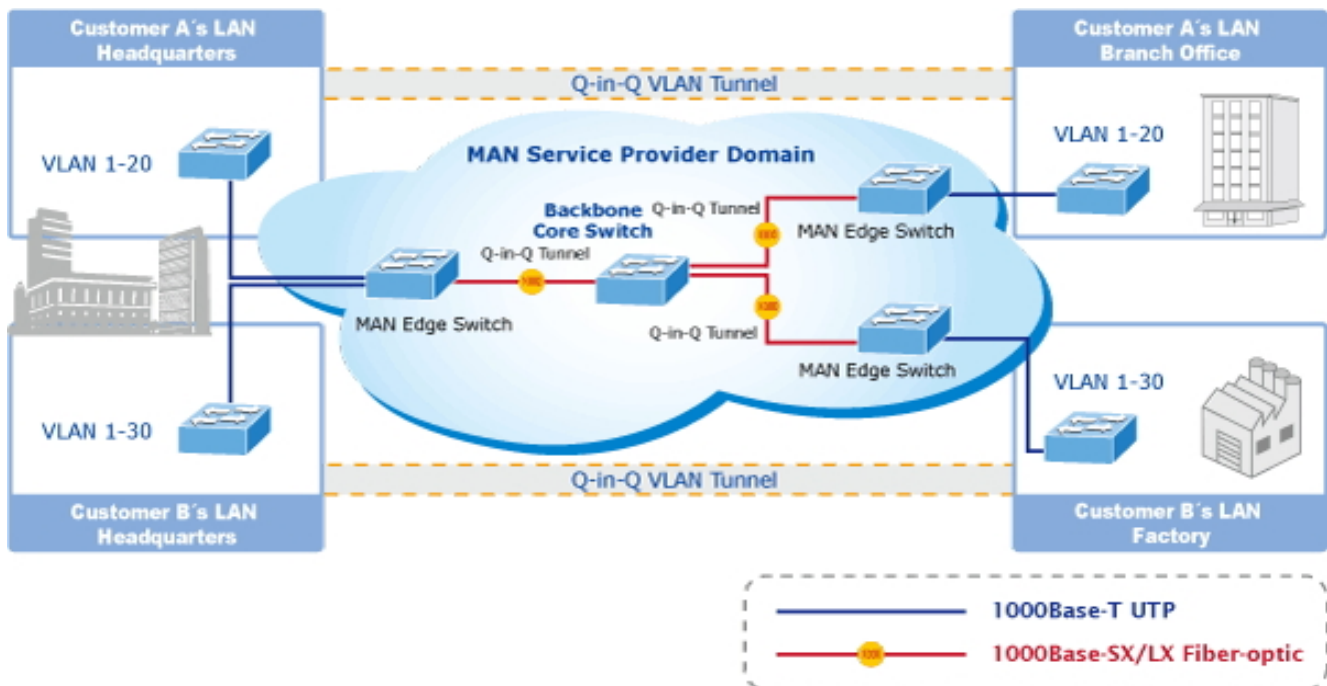 Customer A´s LAN
Headquarters
Customer A´s LAN
Branch Office
Q-in-Q VLAN Tunnel
VLAN 1-20
MAN Service Provider Domain
VLAN 1-20
Backbone
Core Switch
Q-in-Q Tunnel
MAN Edge Switch
Q-in-Q Tunnel
MAN Edge Switch
Q-in-Q Tunnel
MAN Edge Switch
VLAN 1-30
VLAN 1-30
Q-in-Q VLAN Tunnel
Customer B´s LAN
Headquarters
Customer B´s LAN
Factory
1000Base-T UTP
1000Base-SX/LX Fiber-optic